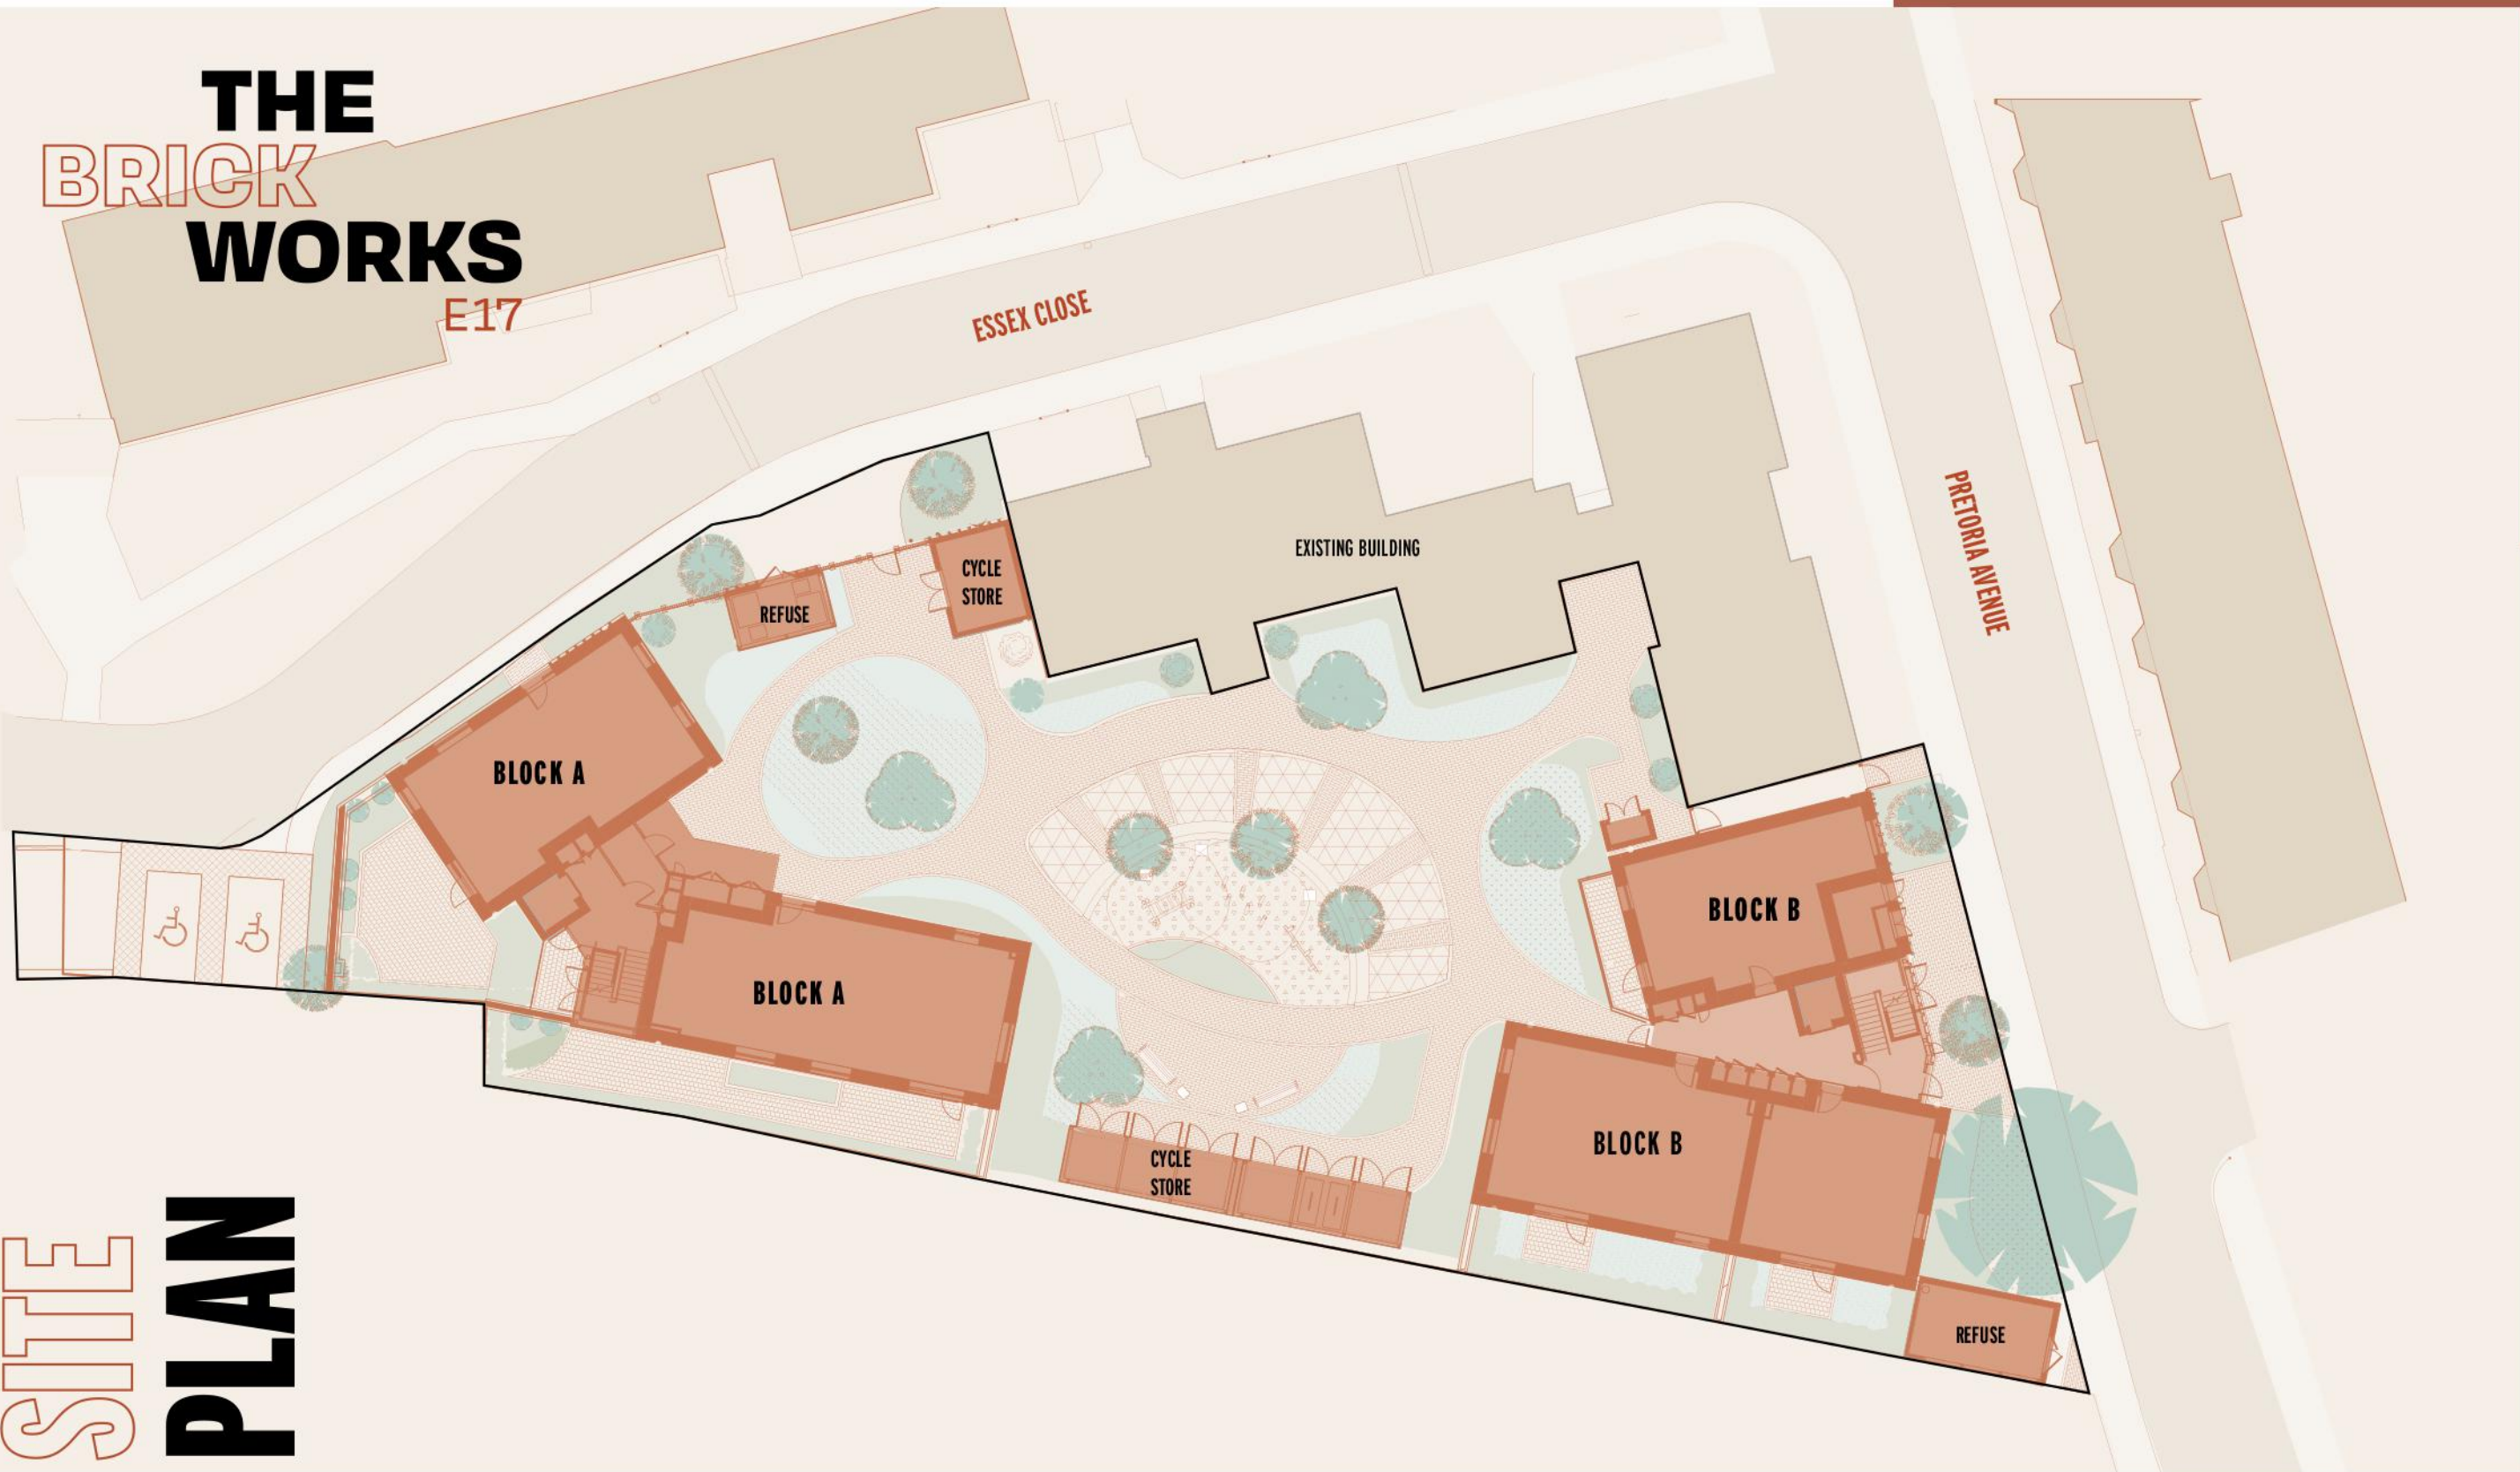 THE
BRICK
WORKS
E17
ESSEX CLOSE
PRETORIA AVENUE
EXISTING BUILDING
CYCLE
STORE
REFUSE
BLOCK A
BLOCK A
BLOCK B
BLOCK B
CYCLE
STORE
REFUSE
SITE
PLAN